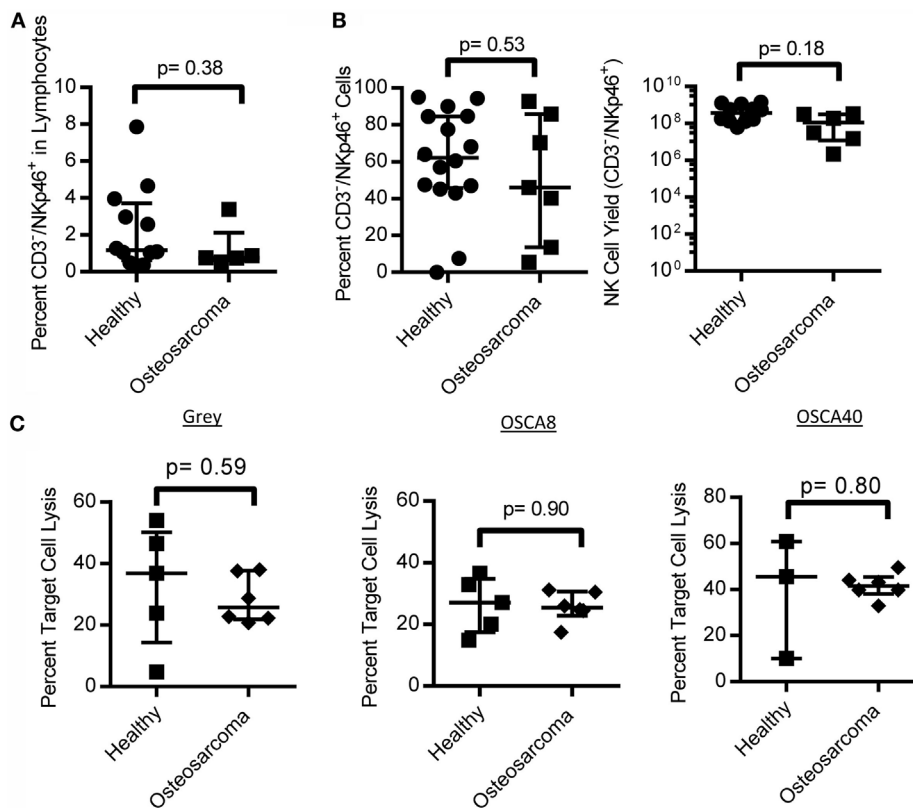 A
p= 0.38
Percent CD3⁻/NKp46⁺ in Lymphocytes
10
8
6
4
2
0
Healthy
Osteosarcoma
B
p= 0.53
Percent CD3⁻/NKp46⁺ Cells
100
80
60
40
20
0
Healthy
Osteosarcoma
p= 0.18
NK Cell Yield (CD3⁻/NKp46⁺)
10¹⁰
10⁸
10⁶
10⁴
10²
10⁰
Healthy
Osteosarcoma
C
Grey
p= 0.59
Percent Target Cell Lysis
60
40
20
0
Healthy
Osteosarcoma
OSCA8
p= 0.90
Percent Target Cell Lysis
60
40
20
0
Healthy
Osteosarcoma
OSCA40
p= 0.80
Percent Target Cell Lysis
80
60
40
20
0
Healthy
Osteosarcoma